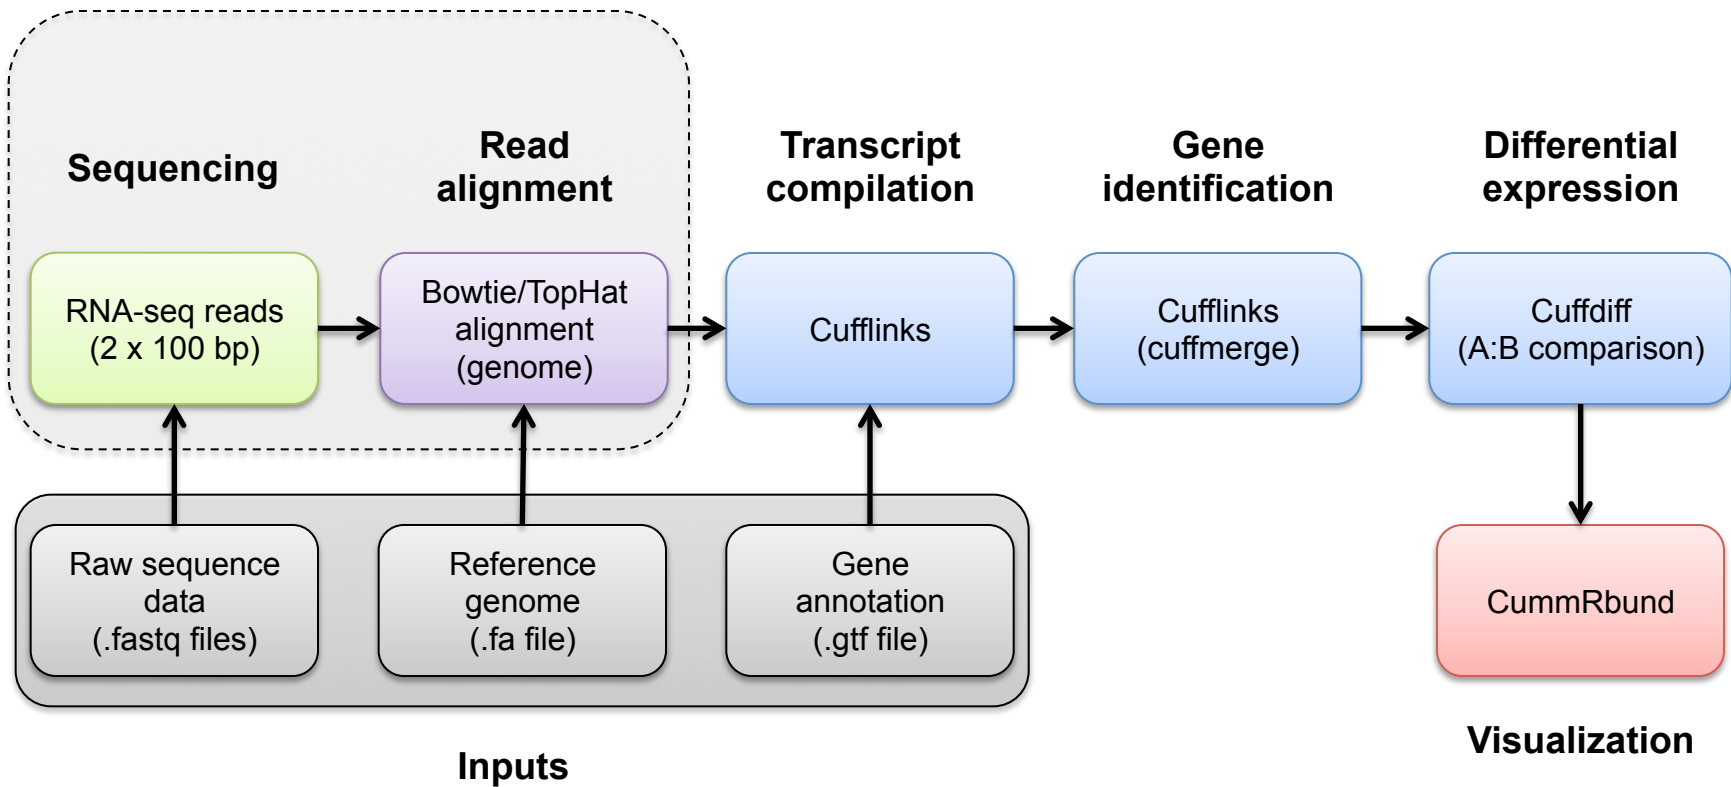 Sequencing
Read
alignment
Transcript
compilation
Gene
identification
Differential
expression
RNA-seq reads
(2 x 100 bp)
Bowtie/TopHat
alignment
(genome)
Cufflinks
Cufflinks
(cuffmerge)
Cuffdiff
(A:B comparison)
Raw sequence
data
(.fastq files)
Reference
genome
(.fa file)
Gene
annotation
(.gtf file)
CummRbund
Inputs
Visualization